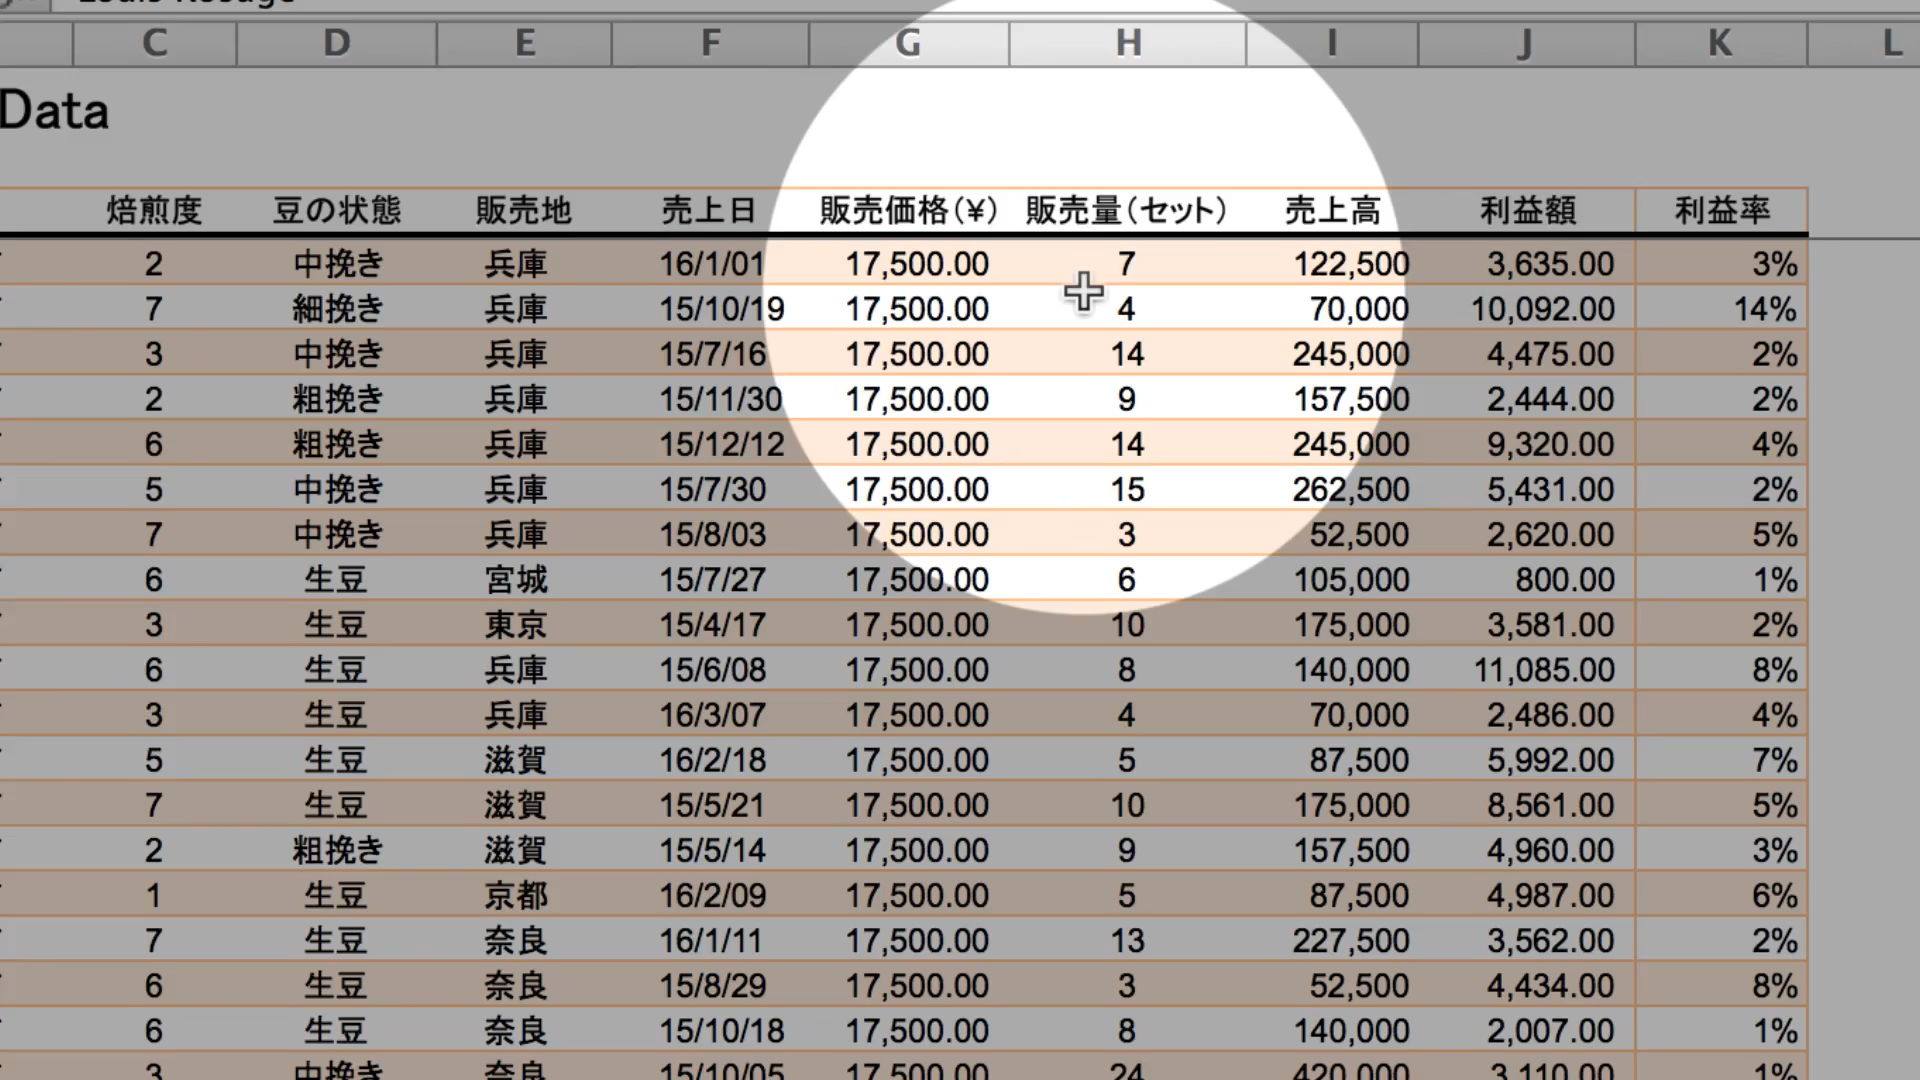 C D E F G H I J K L
Data
焙煎度 豆の状態 販売地 売上日 販売価格(¥) 販売量(セット) 売上高 利益額 利益率
2 中挽き 兵庫 16/1/01 17,500.00 7 122,500 3,635.00 3%
7 細挽き 兵庫 15/10/19 17,500.00 4 70,000 10,092.00 14%
3 中挽き 兵庫 15/7/16 17,500.00 14 245,000 4,475.00 2%
2 粗挽き 兵庫 15/11/30 17,500.00 9 157,500 2,444.00 2%
6 粗挽き 兵庫 15/12/12 17,500.00 14 245,000 9,320.00 4%
5 中挽き 兵庫 15/7/30 17,500.00 15 262,500 5,431.00 2%
7 中挽き 兵庫 15/8/03 17,500.00 3 52,500 2,620.00 5%
6 生豆 宮城 15/7/27 17,500.00 6 105,000 800.00 1%
3 生豆 東京 15/4/17 17,500.00 10 175,000 3,581.00 2%
6 生豆 兵庫 15/6/08 17,500.00 8 140,000 11,085.00 8%
3 生豆 兵庫 16/3/07 17,500.00 4 70,000 2,486.00 4%
5 生豆 滋賀 16/2/18 17,500.00 5 87,500 5,992.00 7%
7 生豆 滋賀 15/5/21 17,500.00 10 175,000 8,561.00 5%
2 粗挽き 滋賀 15/5/14 17,500.00 9 157,500 4,960.00 3%
1 生豆 京都 16/2/09 17,500.00 5 87,500 4,987.00 6%
7 生豆 奈良 16/1/11 17,500.00 13 227,500 3,562.00 2%
6 生豆 奈良 15/8/29 17,500.00 3 52,500 4,434.00 8%
6 生豆 奈良 15/10/18 17,500.00 8 140,000 2,007.00 1%
3 中挽き 奈良 15/10/05 17,500.00 24 420,000 3,110.00 1%